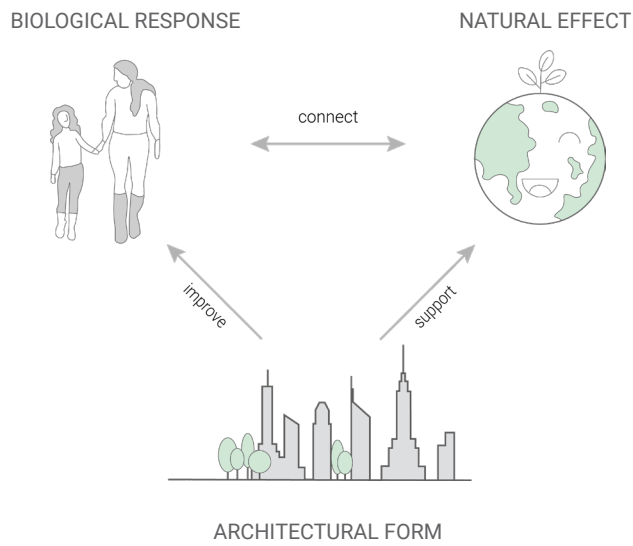 BIOLOGICAL RESPONSE
NATURAL EFFECT
connect
improve
support
ARCHITECTURAL FORM